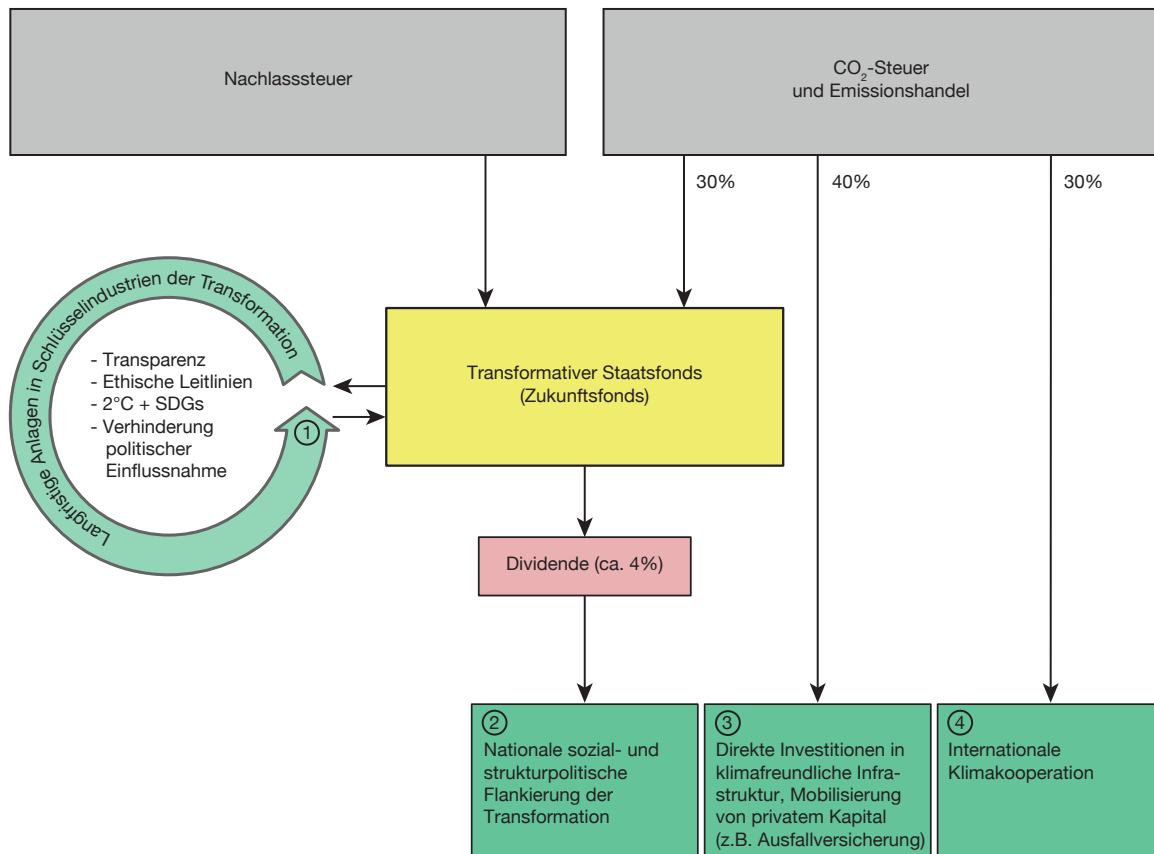 Nachlasssteuer
CO₂-Steuer
und Emissionshandel
30%
40%
30%
Langfristige Anlagen in Schlüsselindustrien der Transformation
- Transparenz
- Ethische Leitlinien
- 2°C + SDGs
- Verhinderung
politischer
Einflussnahme
1
Transformativer Staatsfonds
(Zukunftsfonds)
Dividende (ca. 4%)
2
Nationale sozial- und
strukturpolitische
Flankierung der
Transformation
3
Direkte Investitionen in
klimafreundliche Infra-
struktur, Mobilisierung
von privatem Kapital
(z.B. Ausfallversicherung)
4
Internationale
Klimakooperation